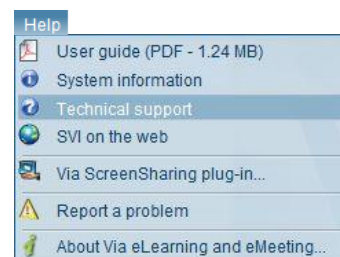 Help
User guide (PDF - 1.24 MB)
System information
Technical support
SVI on the web
Via ScreenSharing plug-in...
Report a problem
About Via eLearning and eMeeting...